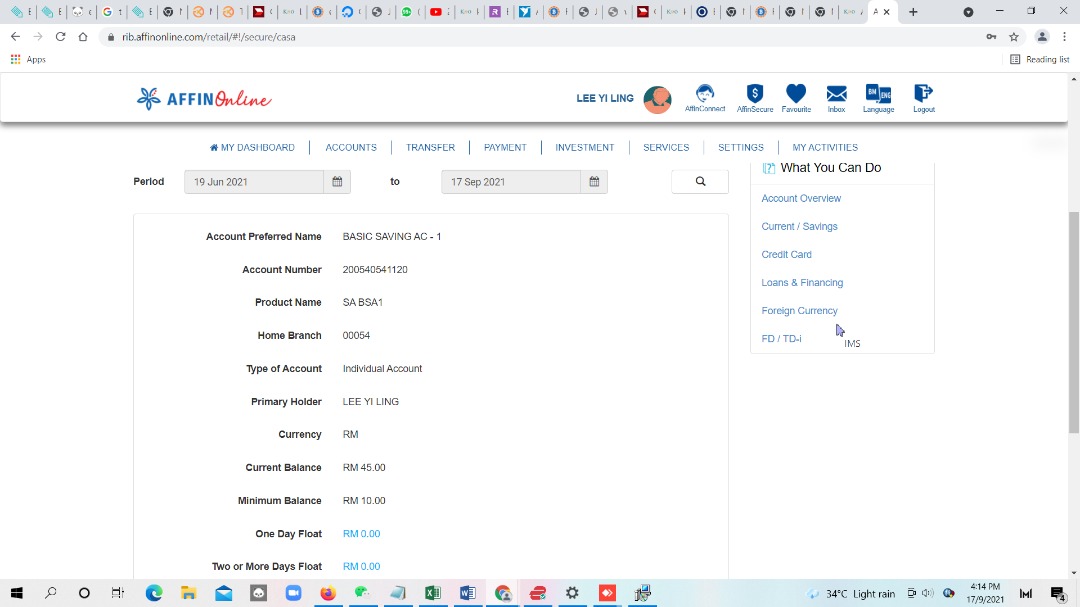 rib.affinonline.com/retail/#!/secure/casa
Apps
Reading list
AFFINOnline
LEE YI LING
AffinConnect
AffinSecure
Favourite
Inbox
BM ENG
Language
Logout
MY DASHBOARD
ACCOUNTS
TRANSFER
PAYMENT
INVESTMENT
SERVICES
SETTINGS
MY ACTIVITIES
Period
19 Jun 2021
to
17 Sep 2021
What You Can Do
Account Overview
Current / Savings
Credit Card
Loans & Financing
Foreign Currency
FD / TD-i
IMS
Account Preferred Name BASIC SAVING AC - 1
Account Number 200540541120
Product Name SA BSA1
Home Branch 00054
Type of Account Individual Account
Primary Holder LEE YI LING
Currency RM
Current Balance RM 45.00
Minimum Balance RM 10.00
One Day Float RM 0.00
Two or More Days Float RM 0.00
34°C Light rain
4:14 PM
17/9/2021
4